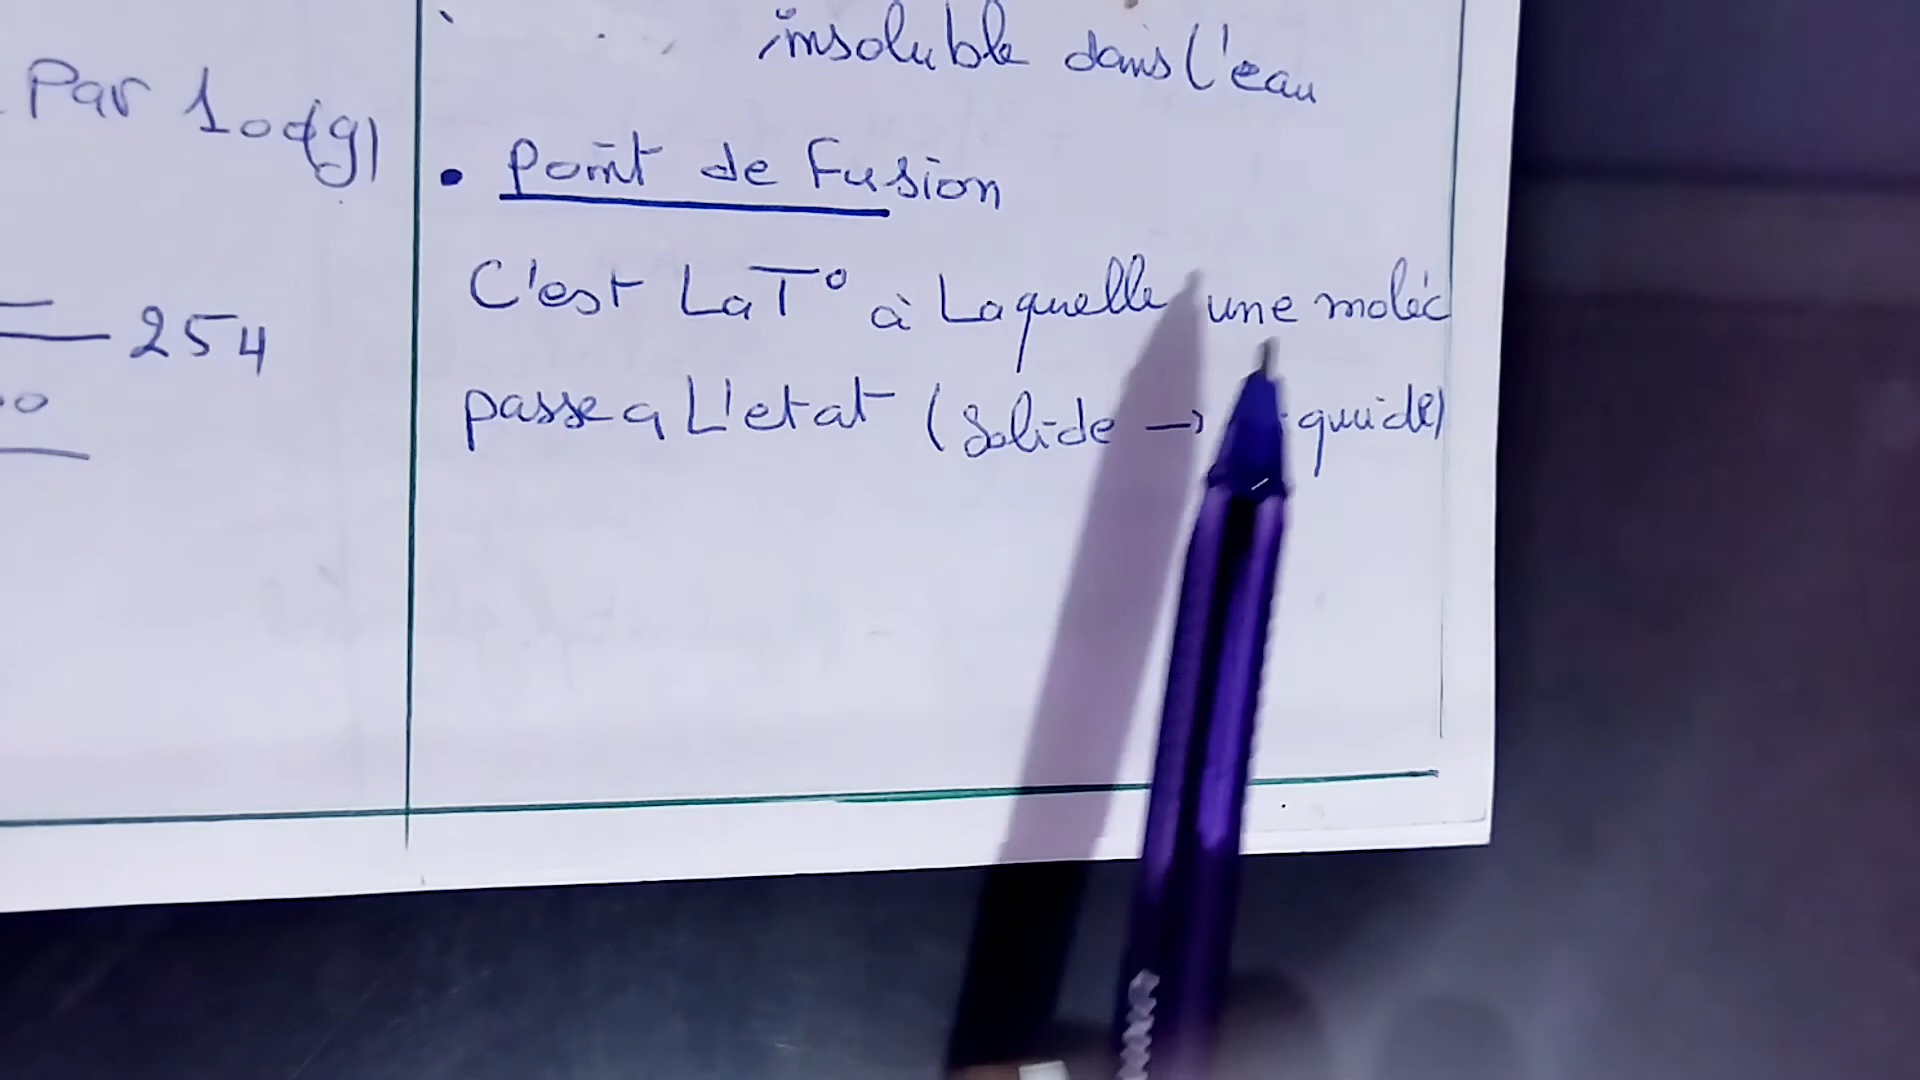 insoluble dans l'eau
Par 100(g)
• Point de Fusion
C'est La T° à Laquelle une moléc
= 254
passe a L'etat (Solide → quide)